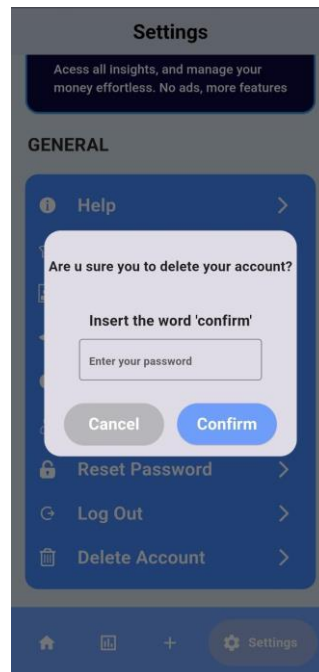 Settings
Acess all insights, and manage your
money effortless. No ads, more features
GENERAL
Help
Are u sure you to delete your account?
Insert the word 'confirm'
Enter your password
Cancel
Confirm
Reset Password
Log Out
Delete Account
Settings